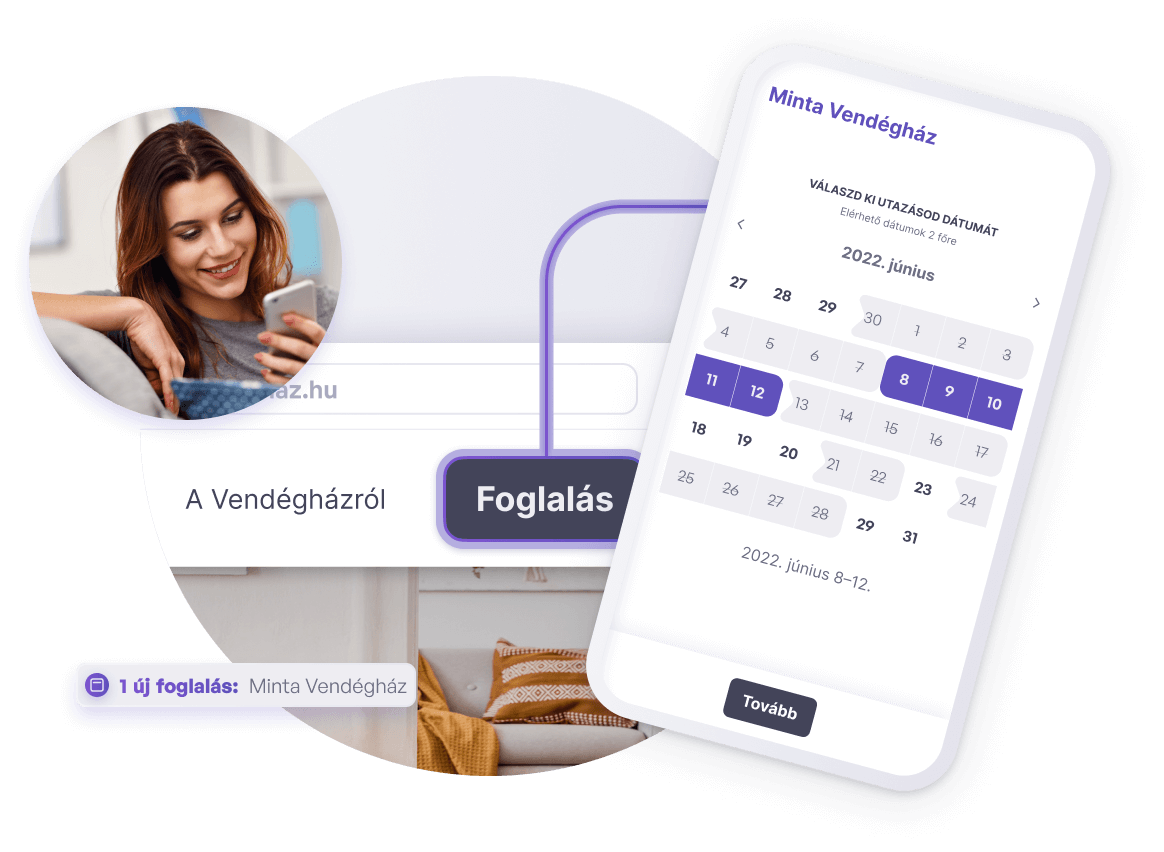 az.hu
A Vendégházról
Foglalás
1 új foglalás: Minta Vendégház
Minta Vendégház
VÁLASZD KI UTAZÁSOD DÁTUMÁT
Elérhető dátumok 2 főre
2022. június
27 28 29 30 1 2 3
4 5 6 7 8 9 10
11 12 13 14 15 16 17
18 19 20 21 22 23 24
25 26 27 28 29 31
2022. június 8–12.
Tovább